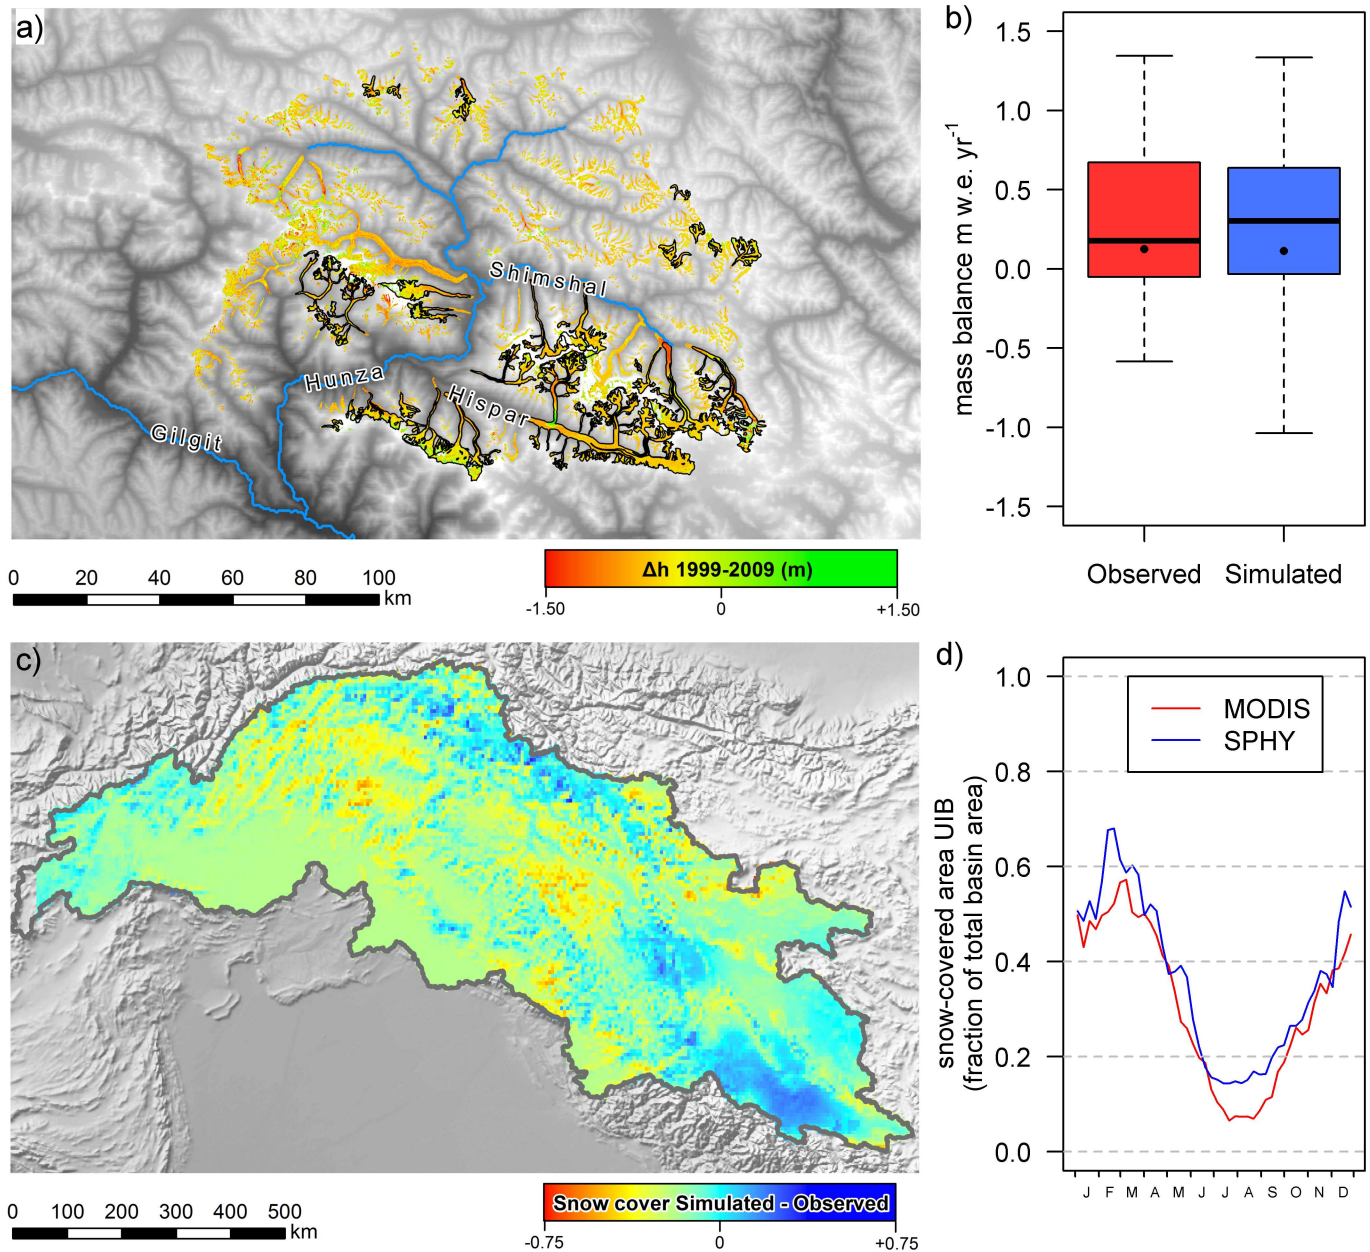 a)
Shimshal
Hunza
Hispar
Gilgit
0 20 40 60 80 100
km
Δh 1999-2009 (m)
-1.50 0 +1.50
b)
mass balance m w.e. yr-1
1.5
1.0
0.5
0.0
-0.5
-1.0
-1.5
Observed Simulated
c)
0 100 200 300 400 500
km
Snow cover Simulated - Observed
-0.75 0 +0.75
d)
snow-covered area UIB
(fraction of total basin area)
1.0
0.8
0.6
0.4
0.2
0.0
MODIS
SPHY
J F M A M J J A S O N D